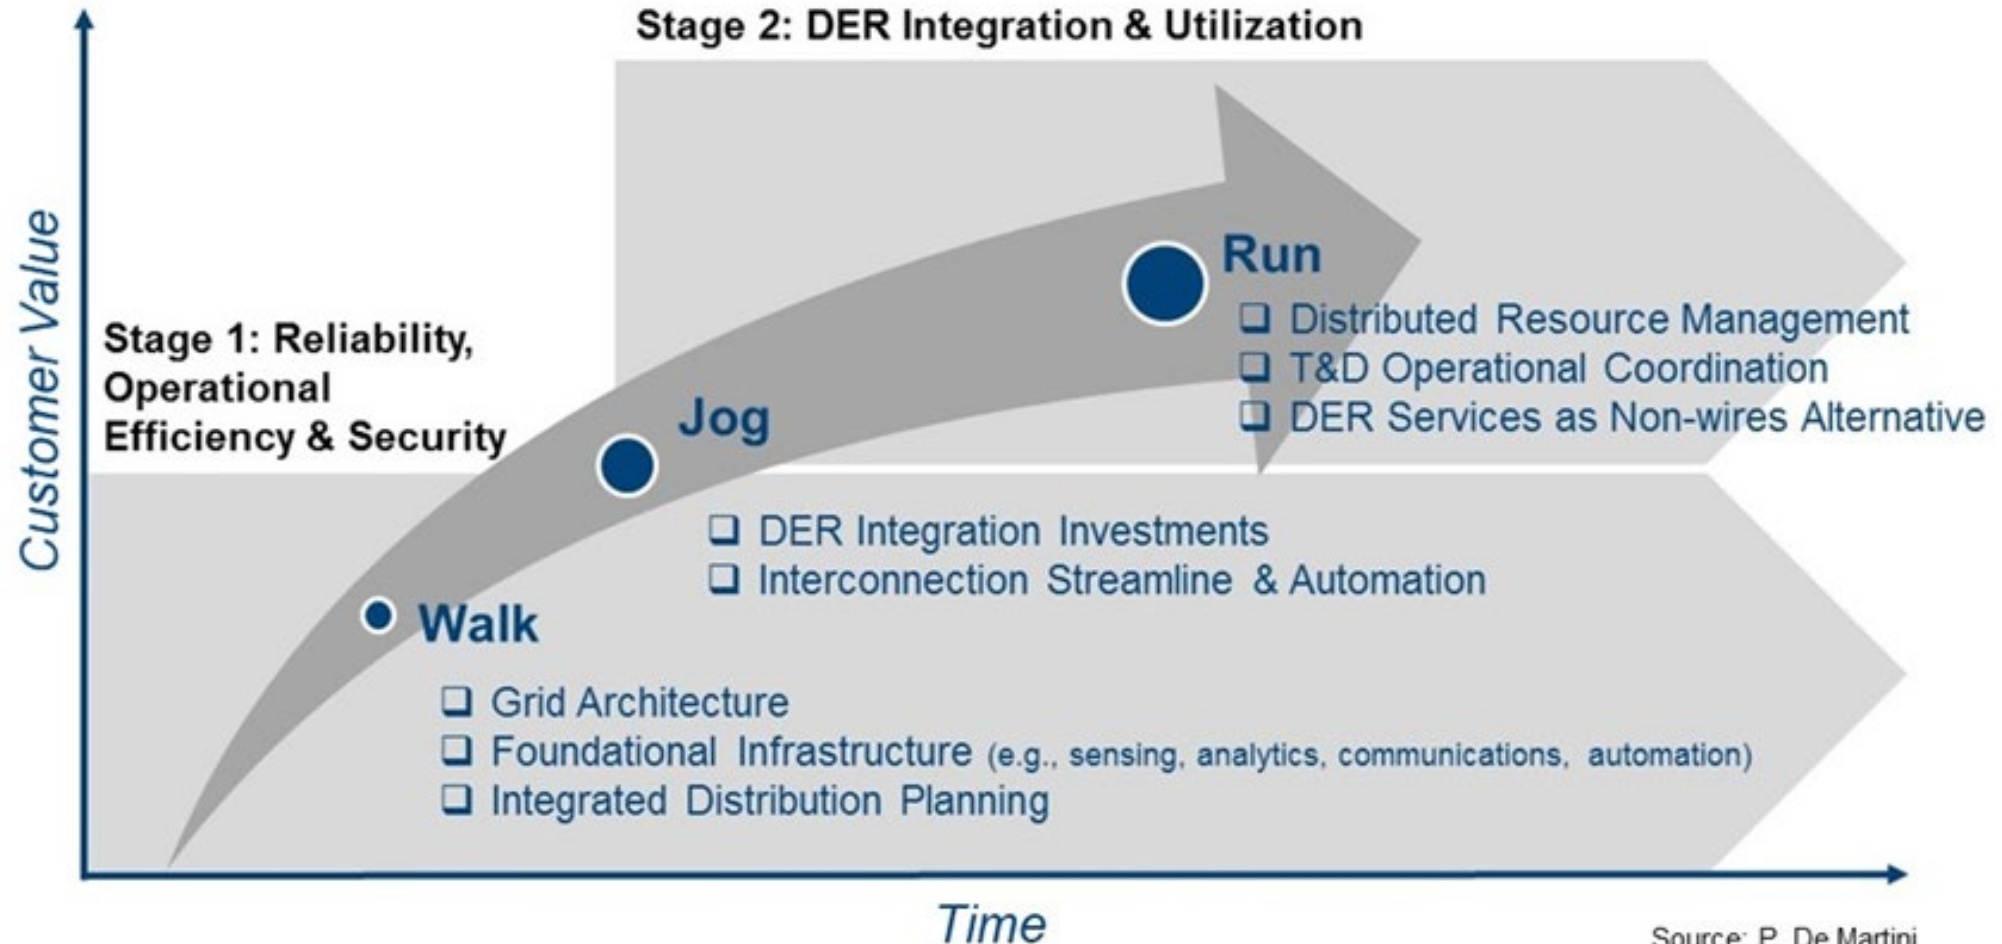 Stage 2: DER Integration & Utilization
Customer Value
Stage 1: Reliability,
Operational
Efficiency & Security
Run
❑ Distributed Resource Management
❑ T&D Operational Coordination
❑ DER Services as Non-wires Alternative
Jog
❑ DER Integration Investments
❑ Interconnection Streamline & Automation
Walk
❑ Grid Architecture
❑ Foundational Infrastructure (e.g., sensing, analytics, communications, automation)
❑ Integrated Distribution Planning
Time
Source: P. De Martini